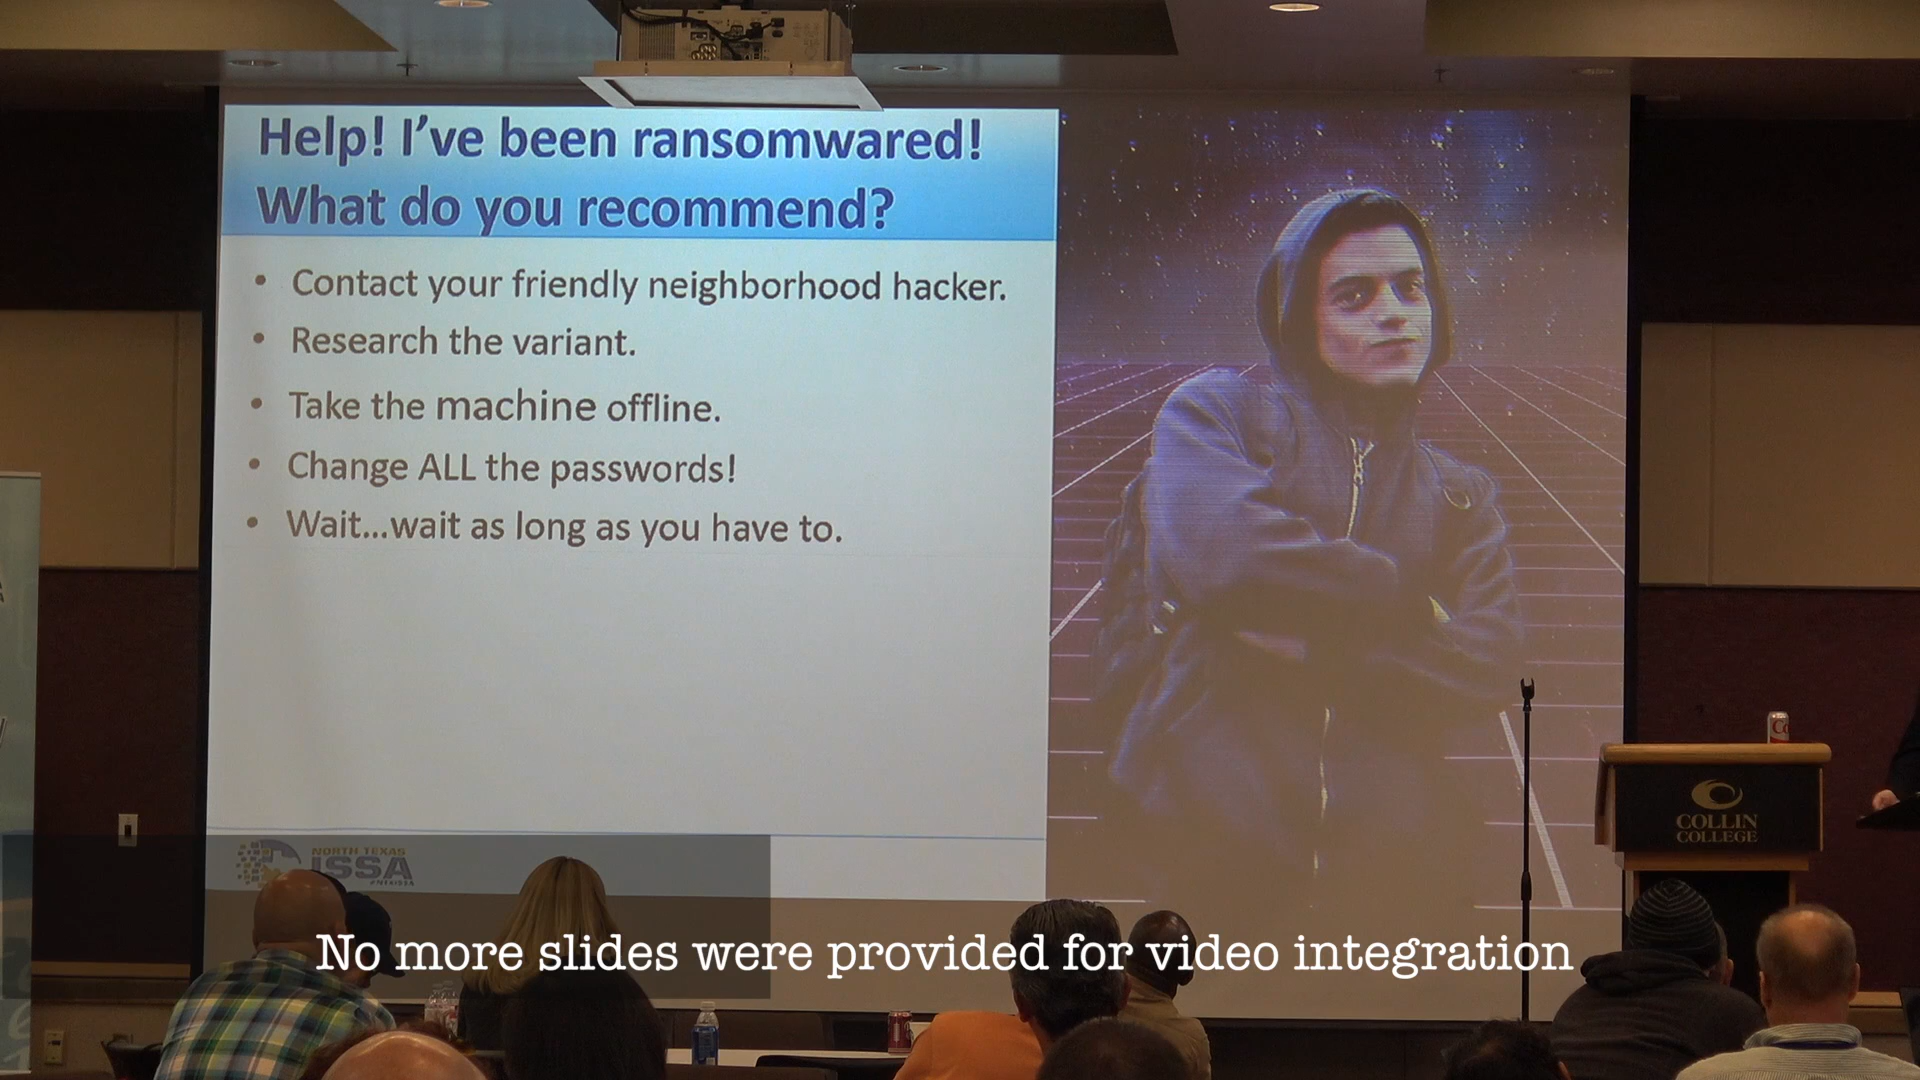 Help! I've been ransomwared!
What do you recommend?
• Contact your friendly neighborhood hacker.
• Research the variant.
• Take the machine offline.
• Change ALL the passwords!
• Wait...wait as long as you have to.
NORTH TEXAS
ISSA
COLLIN
COLLEGE
No more slides were provided for video integration